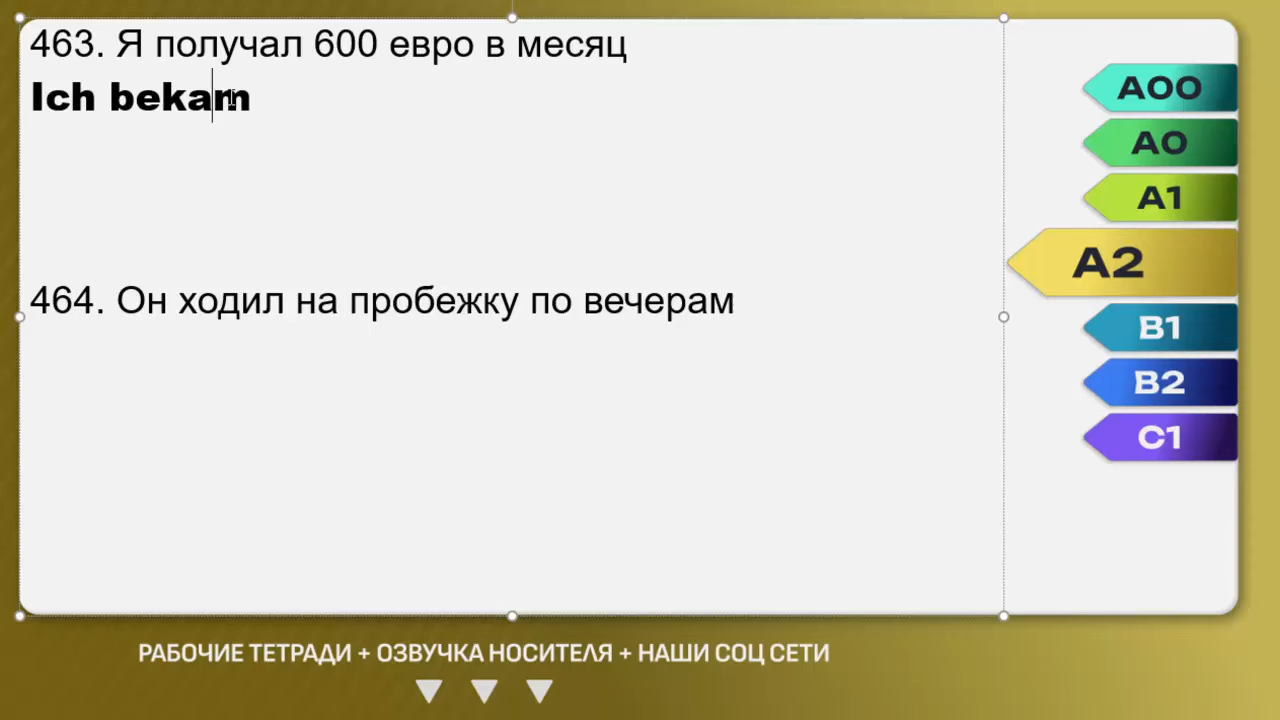 463. Я получал 600 евро в месяц
Ich bekam
464. Он ходил на пробежку по вечерам
A00
A0
A1
A2
B1
B2
C1
РАБОЧИЕ ТЕТРАДИ + ОЗВУЧКА НОСИТЕЛЯ + НАШИ СОЦ СЕТИ